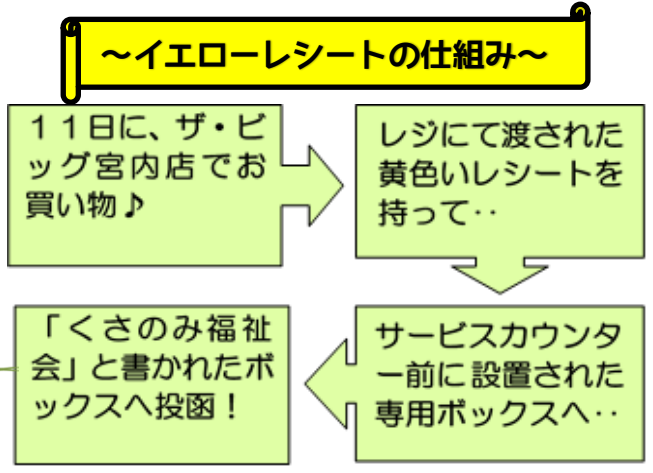 ～イエローレシートの仕組み～
１１日に、ザ・ビ
ッグ宮内店でお
買い物♪
レジにて渡された
黄色いレシートを
持って‥
サービスカウンタ
ー前に設置された
専用ボックスへ‥
「くさのみ福祉
会」と書かれたボ
ックスへ投函！